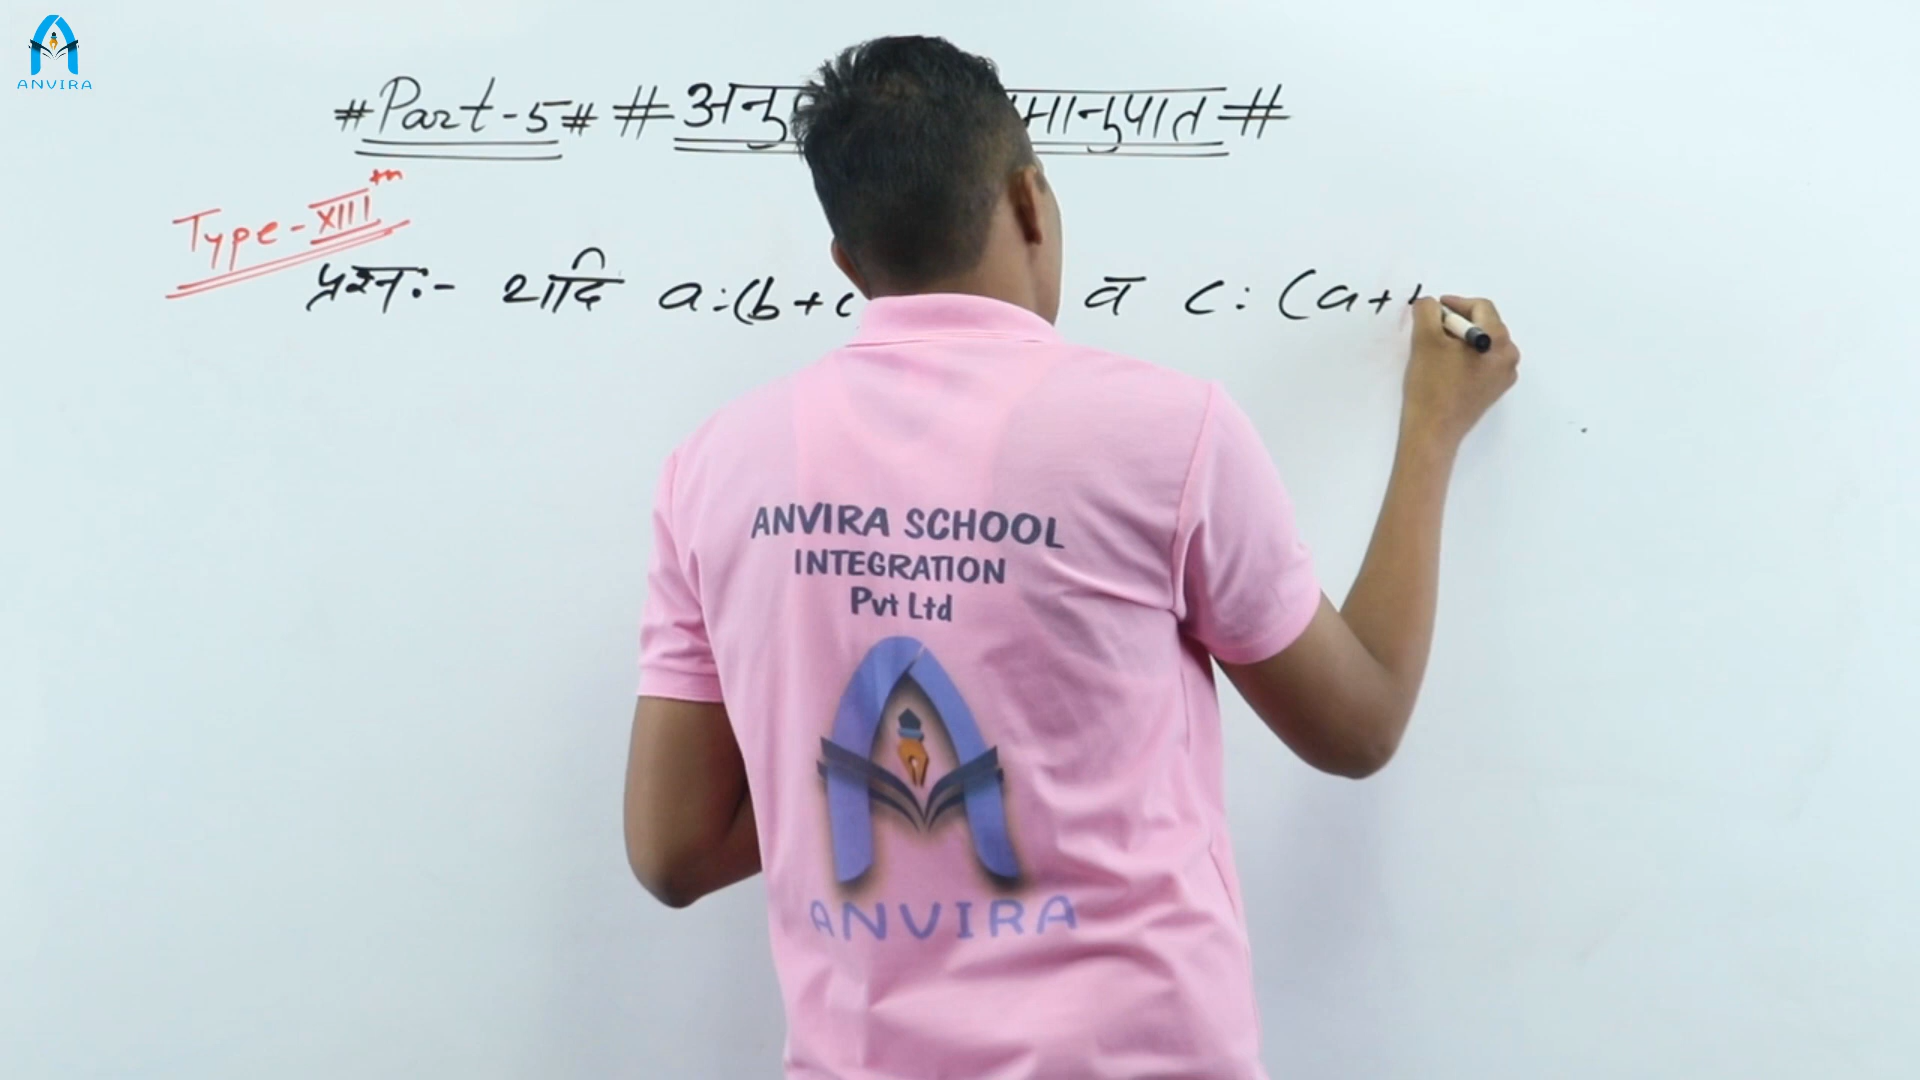 ANVIRA
#Part-5# #अनु मानुपात#
Type-XIII th
प्रश्न:- यदि a:(b+c व c:(a+b
ANVIRA SCHOOL
INTEGRATION
Pvt Ltd
ANVIRA